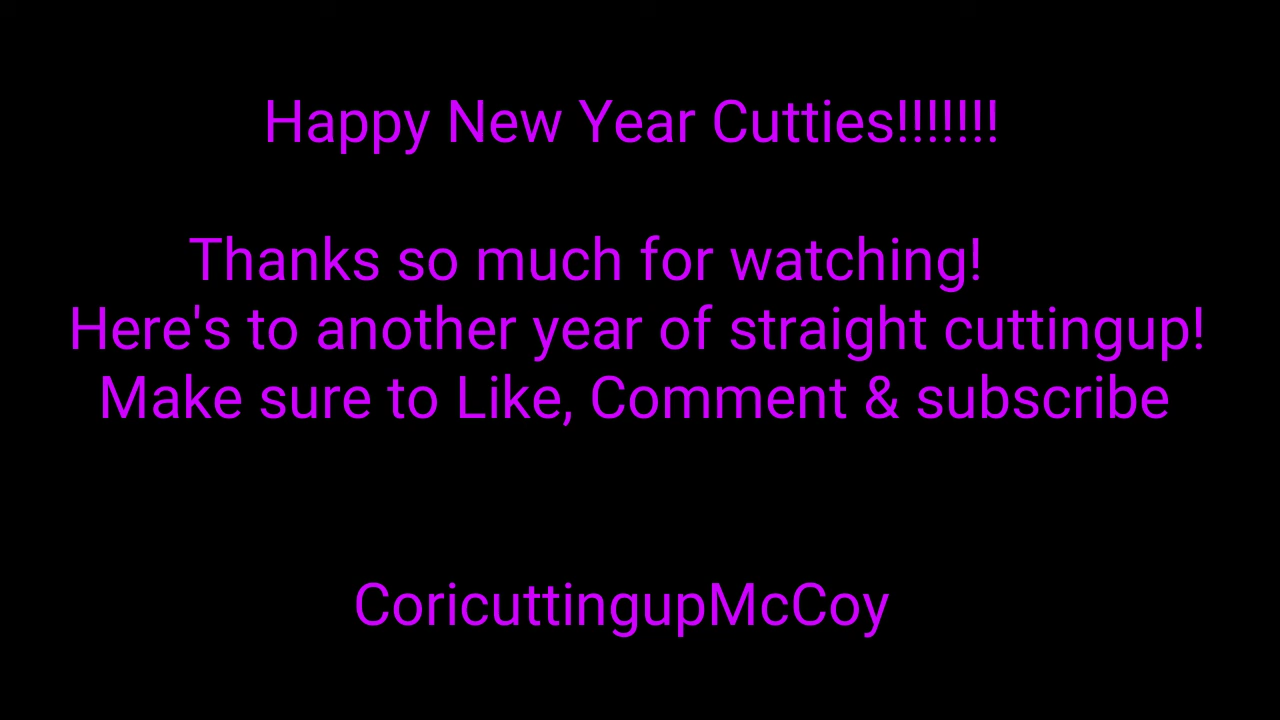 Happy New Year Cutties!!!!!!!
Thanks so much for watching!
Here's to another year of straight cuttingup!
Make sure to Like, Comment & subscribe
CoricuttingupMcCoy